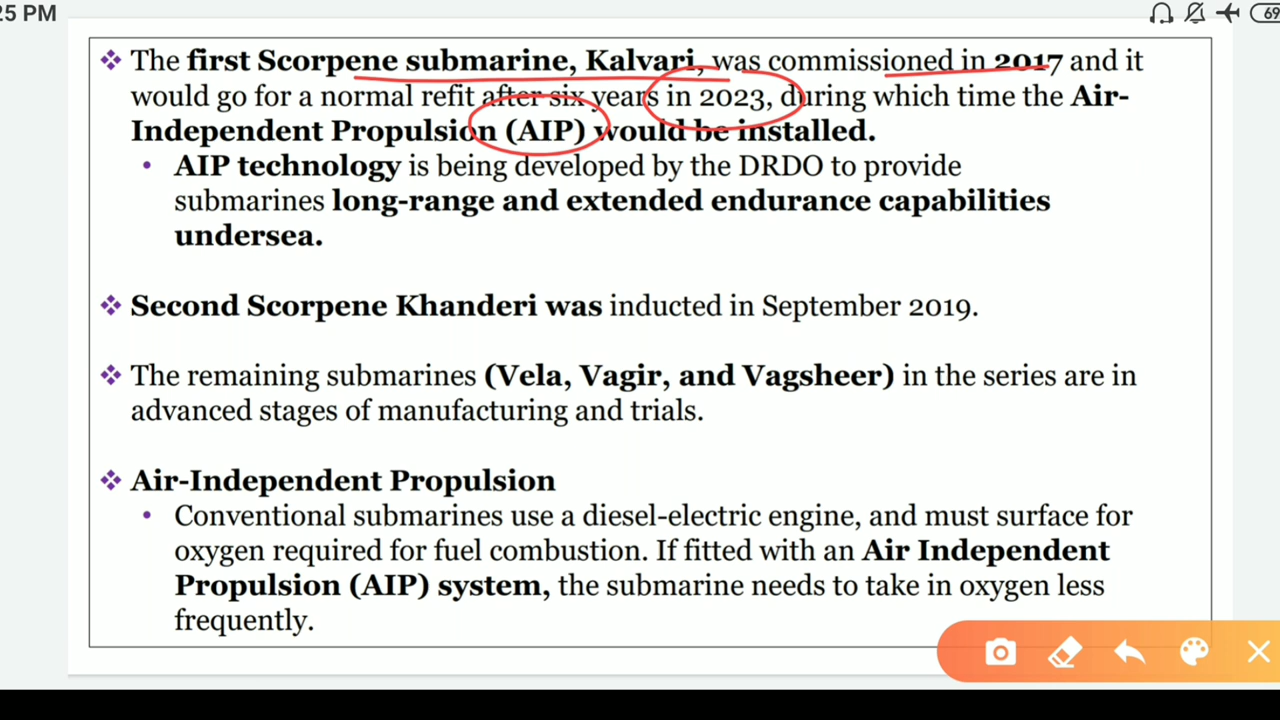 25 PM
69
The first Scorpene submarine, Kalvari, was commissioned in 2017 and it
would go for a normal refit after six years in 2023, during which time the Air-
Independent Propulsion (AIP) would be installed.
AIP technology is being developed by the DRDO to provide
submarines long-range and extended endurance capabilities
undersea.
Second Scorpene Khanderi was inducted in September 2019.
The remaining submarines (Vela, Vagir, and Vagsheer) in the series are in
advanced stages of manufacturing and trials.
Air-Independent Propulsion
Conventional submarines use a diesel-electric engine, and must surface for
oxygen required for fuel combustion. If fitted with an Air Independent
Propulsion (AIP) system, the submarine needs to take in oxygen less
frequently.